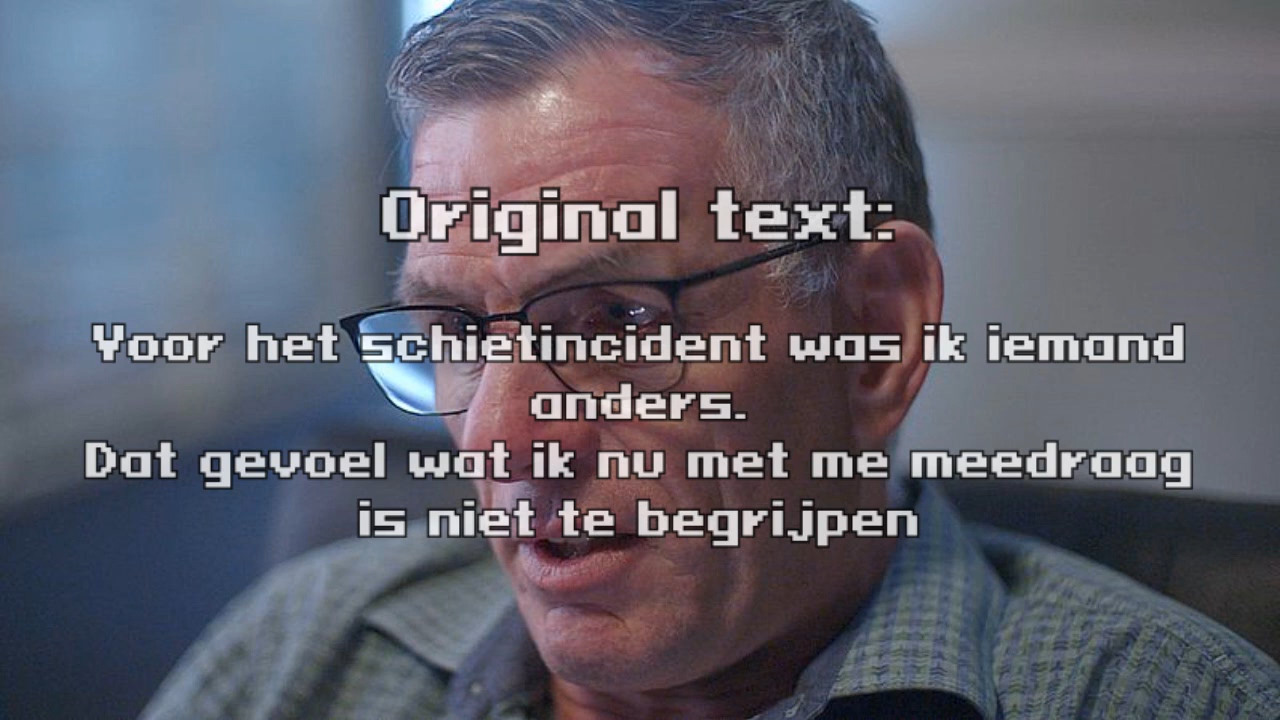 Original text:
Voor het schietincident was ik iemand
anders.
Dat gevoel wat ik nu met me meedraag
is niet te begrijpen